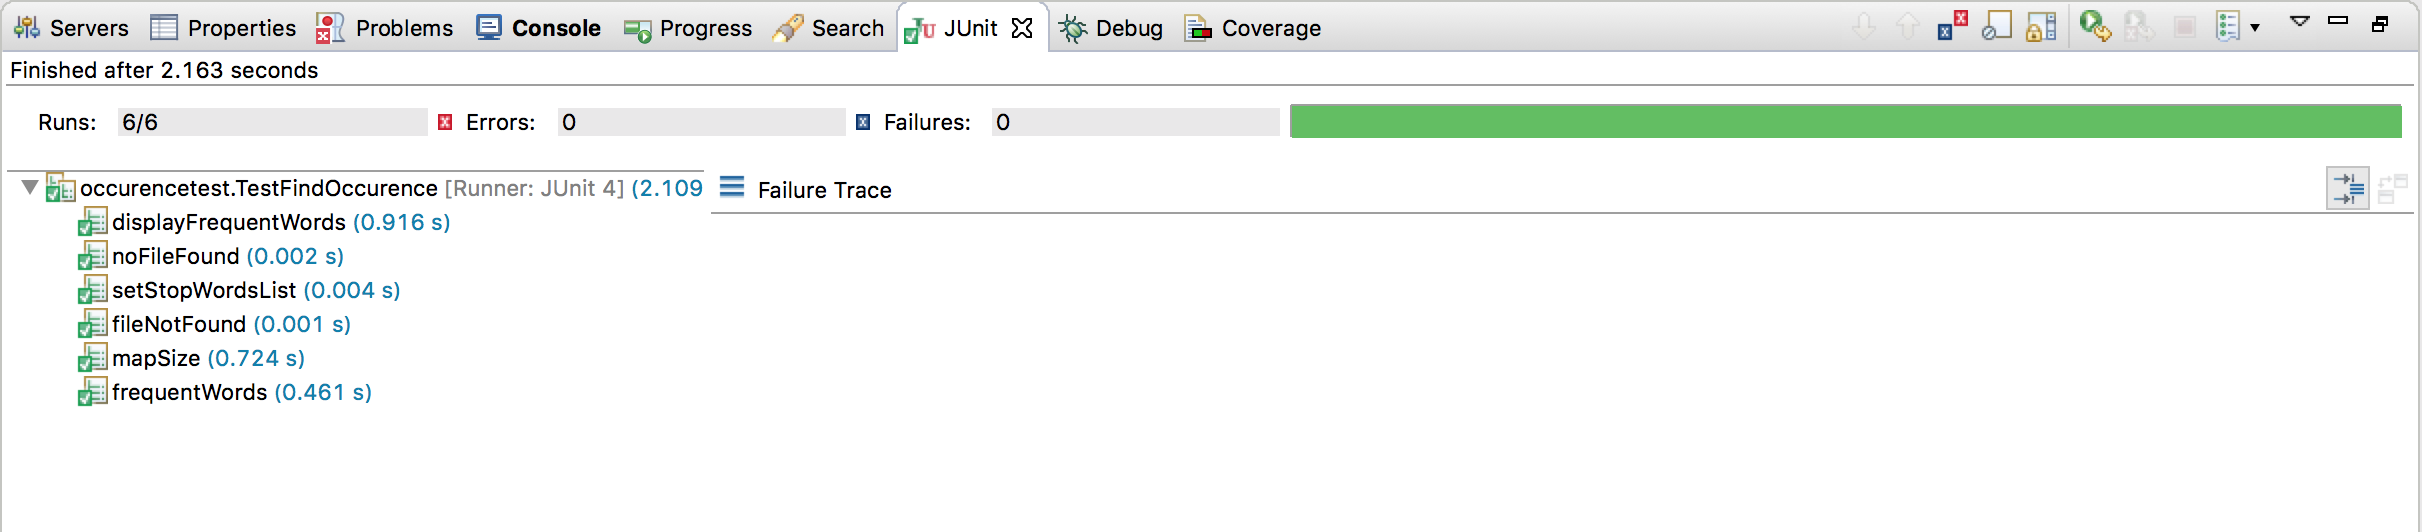 Servers Properties Problems Console Progress Search JUnit Debug Coverage
Finished after 2.163 seconds
Runs: 6/6 Errors: 0 Failures: 0
occurencetest.TestFindOccurence [Runner: JUnit 4] (2.109
Failure Trace
displayFrequentWords (0.916 s)
noFileFound (0.002 s)
setStopWordsList (0.004 s)
fileNotFound (0.001 s)
mapSize (0.724 s)
frequentWords (0.461 s)